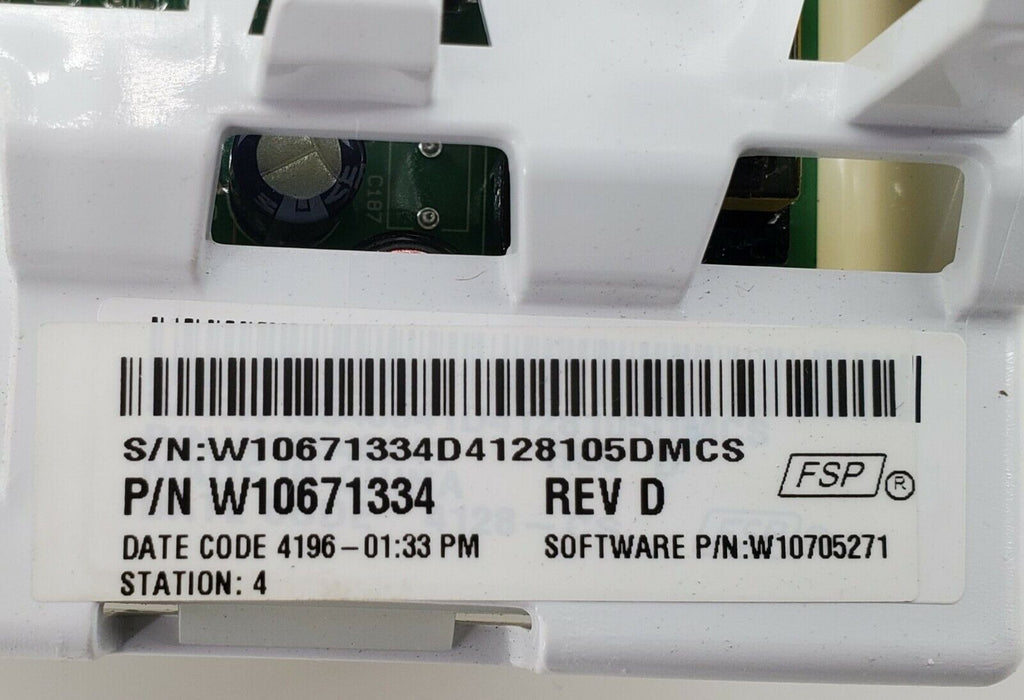 C187
S/N:W10671334D4128105DMCS
P/N W10671334 REV D
FSP ®
DATE CODE 4196-01:33 PM SOFTWARE P/N:W10705271
STATION: 4